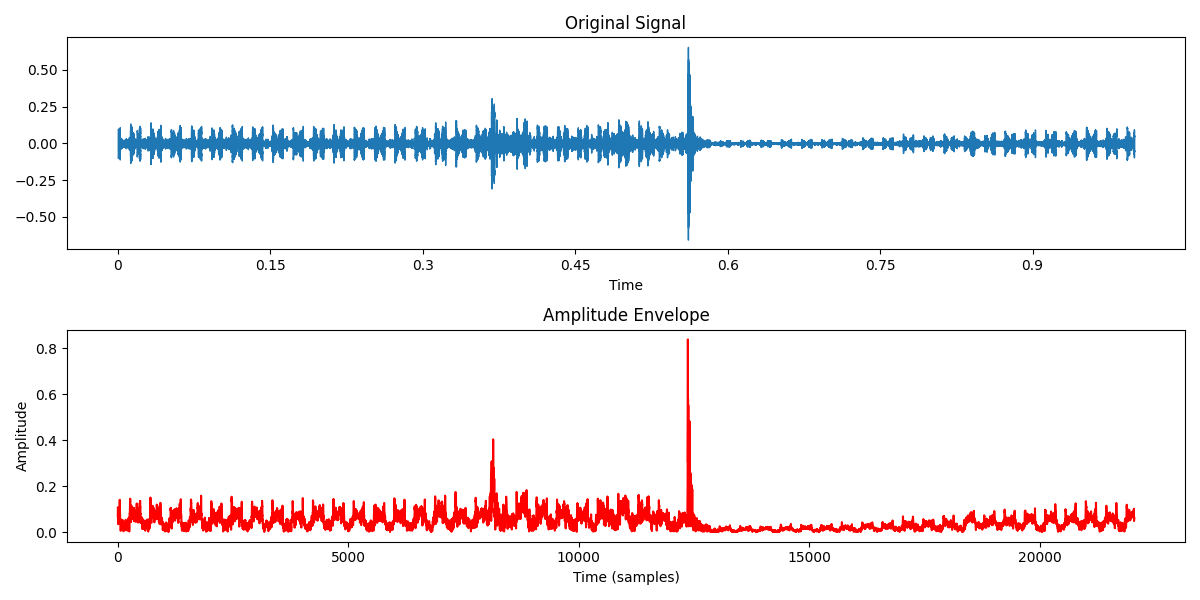 Original Signal
0.50
0.25
0.00
−0.25
−0.50
0 0.15 0.3 0.45 0.6 0.75 0.9
Time
Amplitude Envelope
Amplitude
0.8
0.6
0.4
0.2
0.0
0 5000 10000 15000 20000
Time (samples)